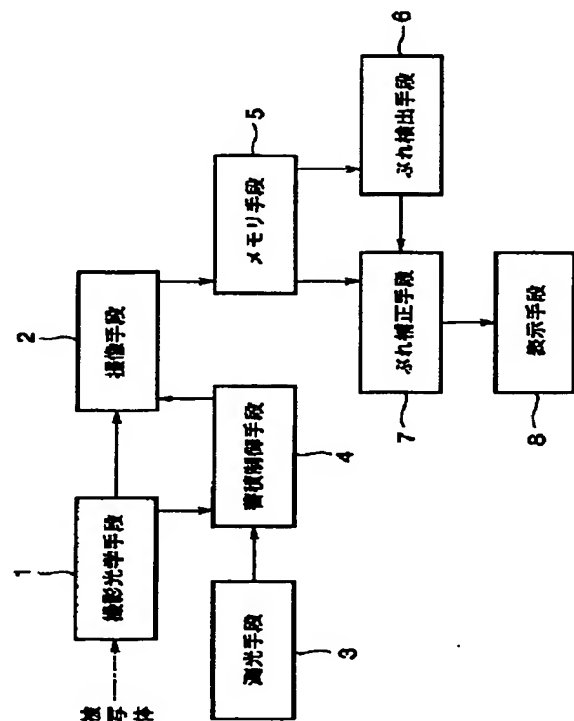 被写体
1
撮影光学手段
2
撮像手段
3
測光手段
4
蓄積制御手段
5
メモリ手段
6
ぶれ検出手段
7
ぶれ補正手段
8
表示手段